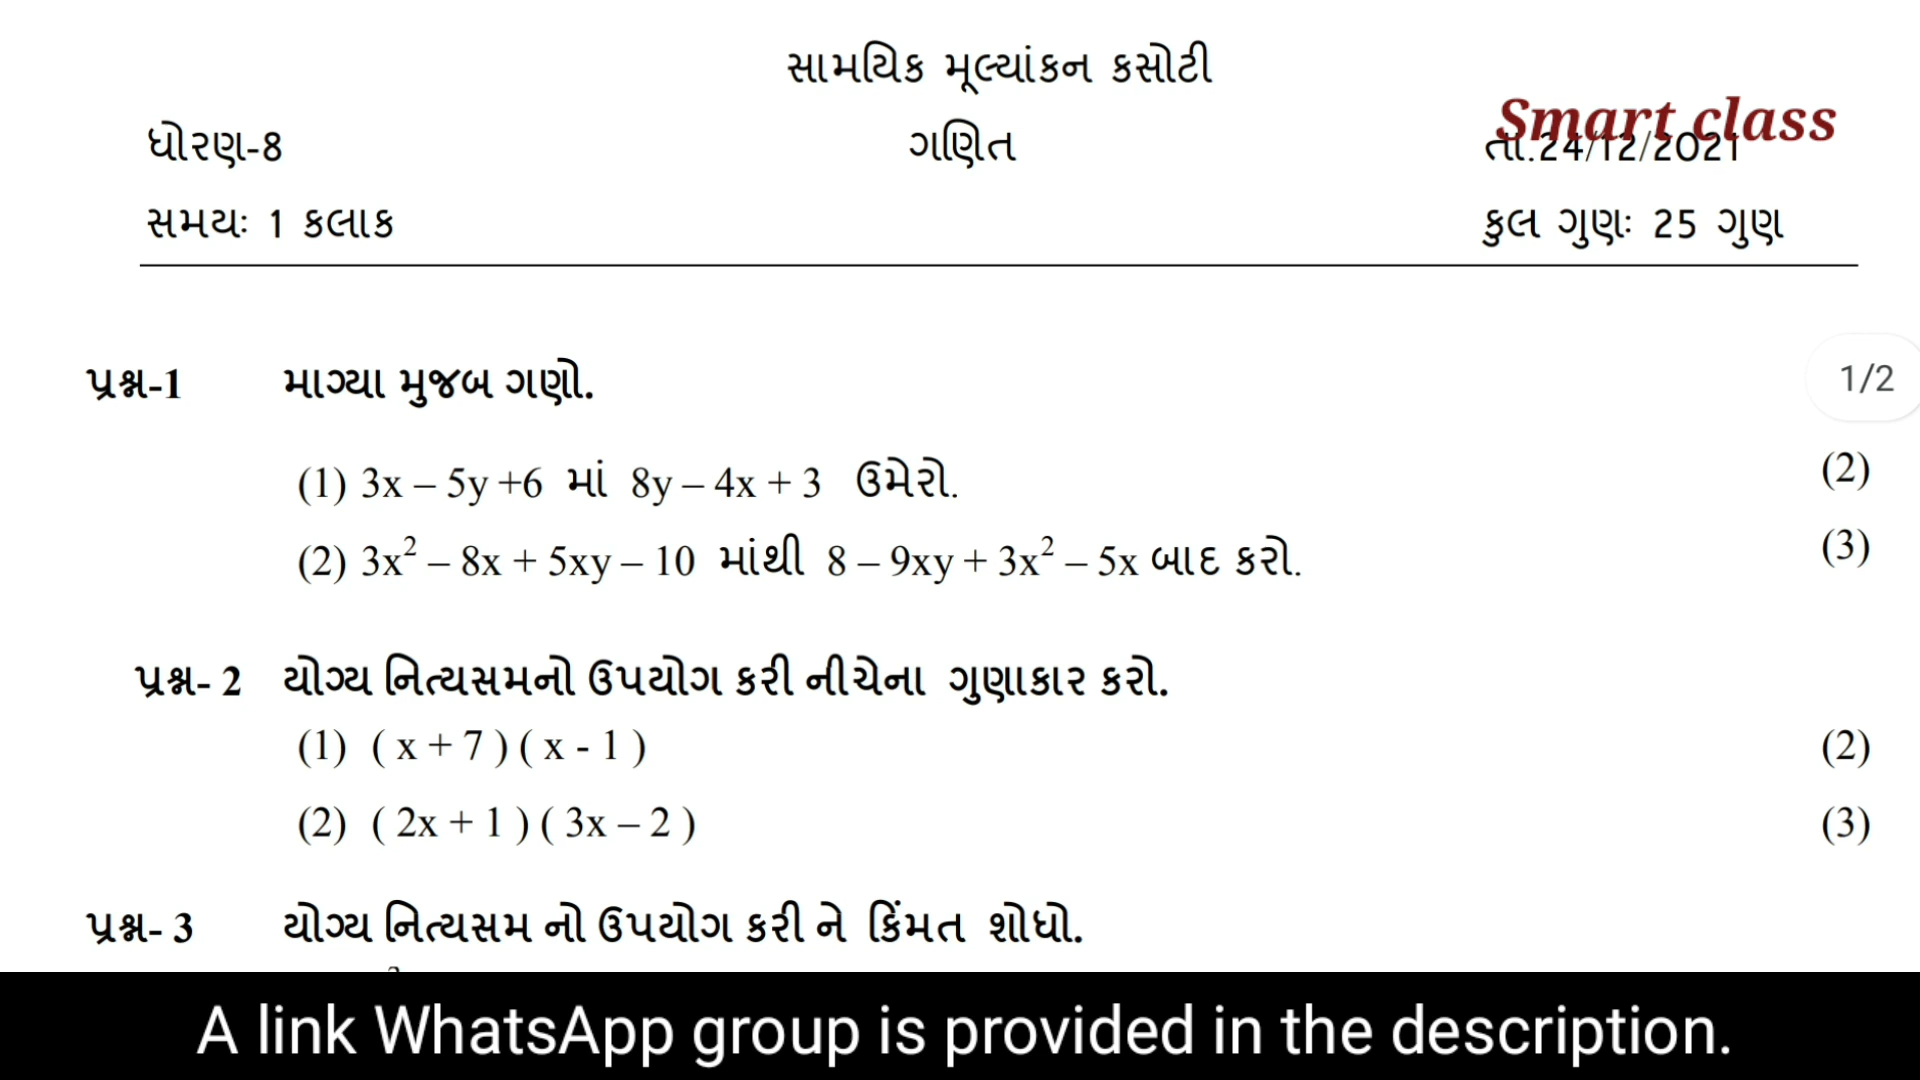 સામયિક મૂલ્યાંકન કસોટી
Smart class
ધોરણ-8 ગણિત તા.24/12/2021
સમયઃ 1 કલાક કુલ ગુણઃ 25 ગુણ
1/2
પ્રશ્ન-1 માગ્યા મુજબ ગણો.
(1) 3x – 5y +6 માં 8y – 4x + 3 ઉમેરો. (2)
(2) 3x² – 8x + 5xy – 10 માંથી 8 – 9xy + 3x² – 5x બાદ કરો. (3)
પ્રશ્ન- 2 યોગ્ય નિત્યસમનો ઉપયોગ કરી નીચેના ગુણાકાર કરો.
(1) ( x + 7 ) ( x - 1 ) (2)
(2) ( 2x + 1 ) ( 3x – 2 ) (3)
પ્રશ્ન- 3 યોગ્ય નિત્યસમ નો ઉપયોગ કરી ને કિંમત શોધો.
A link WhatsApp group is provided in the description.